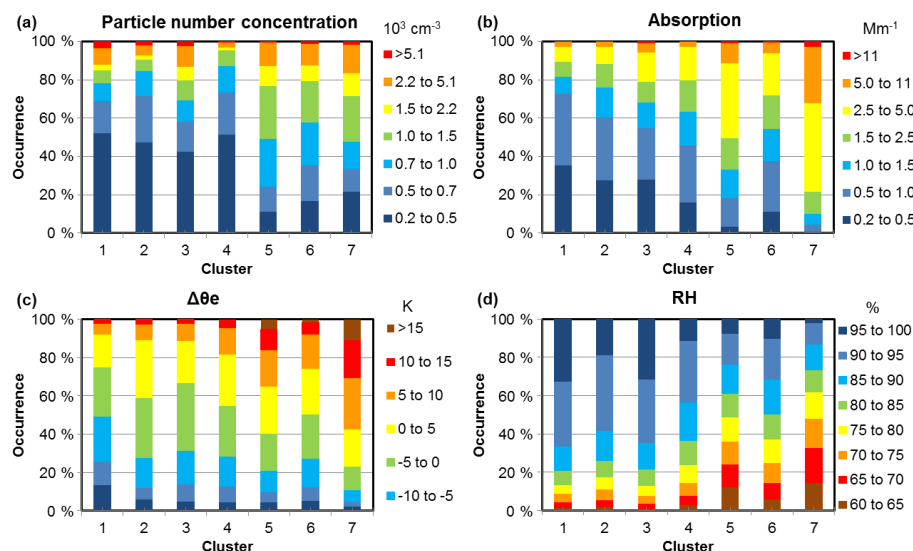 (a) Particle number concentration 10³ cm⁻³
Occurrence
100 %
80 %
60 %
40 %
20 %
0 %
1 2 3 4 5 6 7
Cluster
>5.1
2.2 to 5.1
1.5 to 2.2
1.0 to 1.5
0.7 to 1.0
0.5 to 0.7
0.2 to 0.5
(b) Absorption Mm⁻¹
Occurrence
100 %
80 %
60 %
40 %
20 %
0 %
1 2 3 4 5 6 7
Cluster
>11
5.0 to 11
2.5 to 5.0
1.5 to 2.5
1.0 to 1.5
0.5 to 1.0
0.2 to 0.5
(c) Δθe K
Occurrence
100 %
80 %
60 %
40 %
20 %
0 %
1 2 3 4 5 6 7
Cluster
>15
10 to 15
5 to 10
0 to 5
-5 to 0
-10 to -5
(d) RH %
Occurrence
100 %
80 %
60 %
40 %
20 %
0 %
1 2 3 4 5 6 7
Cluster
95 to 100
90 to 95
85 to 90
80 to 85
75 to 80
70 to 75
65 to 70
60 to 65